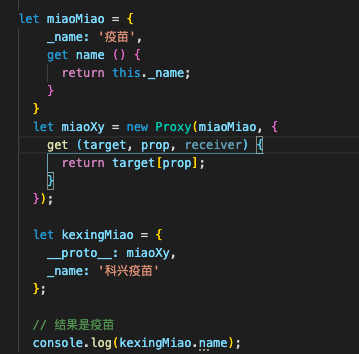 let miaoMiao = {
_name: '疫苗',
get name () {
return this._name;
}
}
let miaoXy = new Proxy(miaoMiao, {
get (target, prop, receiver) {
return target[prop];
}
});
let kexingMiao = {
__proto__: miaoXy,
_name: '科兴疫苗'
};
// 结果是疫苗
console.log(kexingMiao.name);